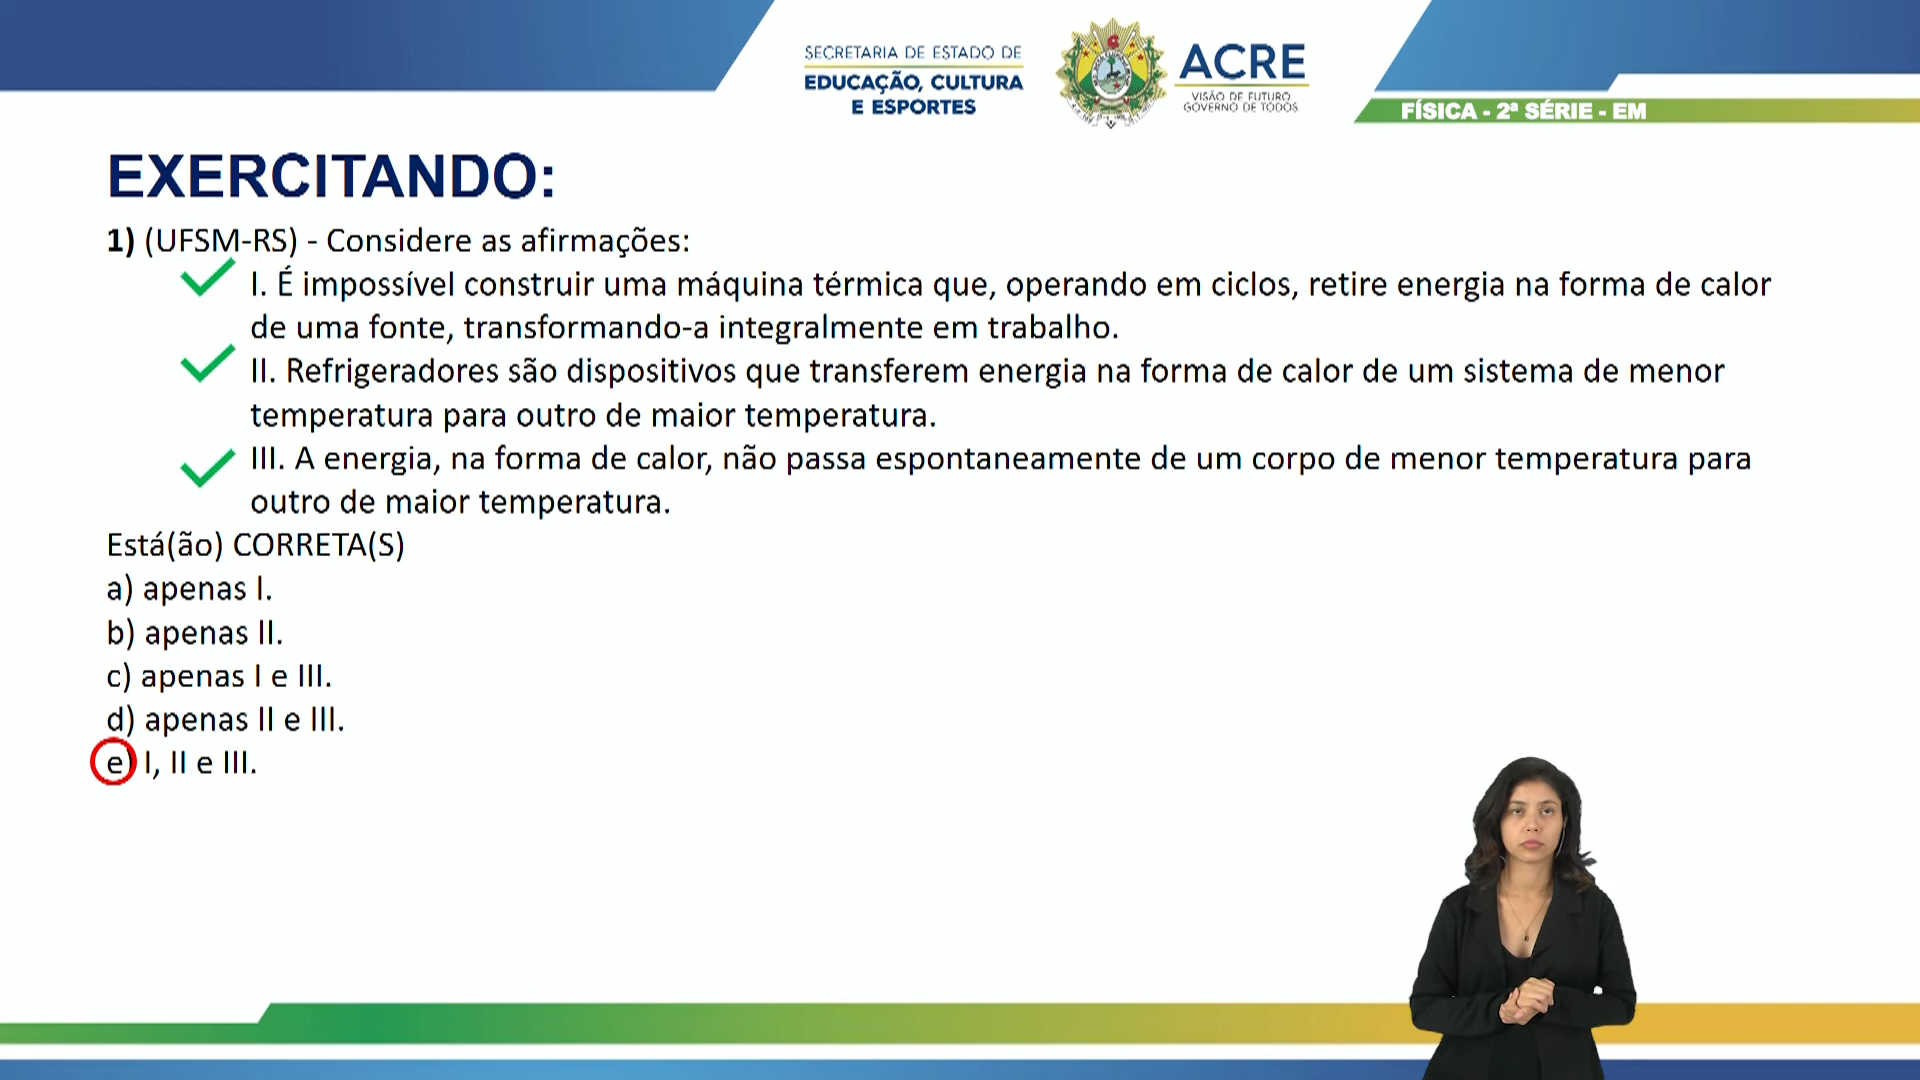 SECRETARIA DE ESTADO DE
EDUCAÇÃO, CULTURA
E ESPORTES
ACRE
VISÃO DE FUTURO
GOVERNO DE TODOS
FÍSICA - 2ª SÉRIE - EM
EXERCITANDO:
1) (UFSM-RS) - Considere as afirmações:
I. É impossível construir uma máquina térmica que, operando em ciclos, retire energia na forma de calor
de uma fonte, transformando-a integralmente em trabalho.
II. Refrigeradores são dispositivos que transferem energia na forma de calor de um sistema de menor
temperatura para outro de maior temperatura.
III. A energia, na forma de calor, não passa espontaneamente de um corpo de menor temperatura para
outro de maior temperatura.
Está(ão) CORRETA(S)
a) apenas I.
b) apenas II.
c) apenas I e III.
d) apenas II e III.
e) I, II e III.